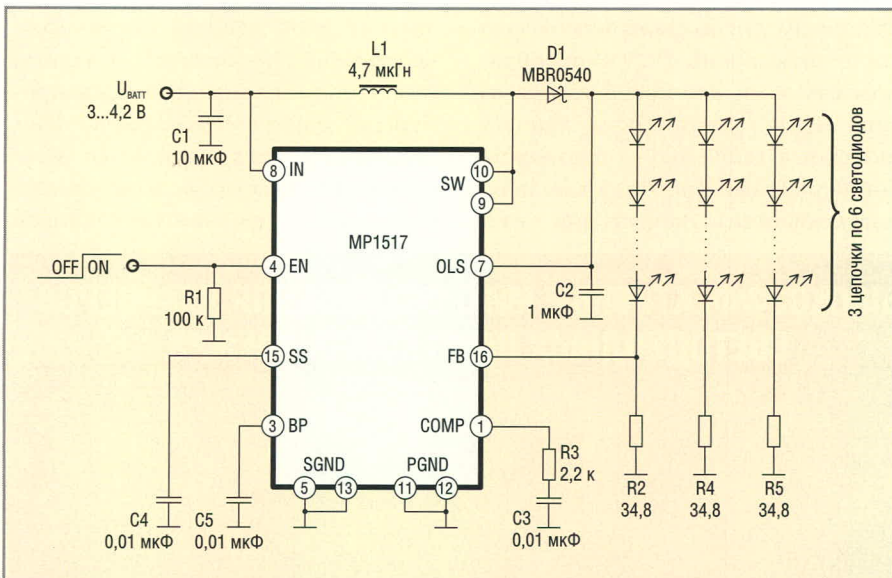 L1
4,7 мкГн
D1
MBR0540
UBATT
3...4,2 В
C1
10 мкФ
8
IN
10
SW
9
MP1517
OFF
ON
4
EN
OLS
7
R1
100 к
C2
1 мкФ
3 цепочки по 6 светодиодов
15
SS
FB
16
3
BP
COMP
1
SGND
PGND
5
13
11
12
R3
2,2 к
C4
0,01 мкФ
C5
0,01 мкФ
C3
0,01 мкФ
R2
34,8
R4
34,8
R5
34,8